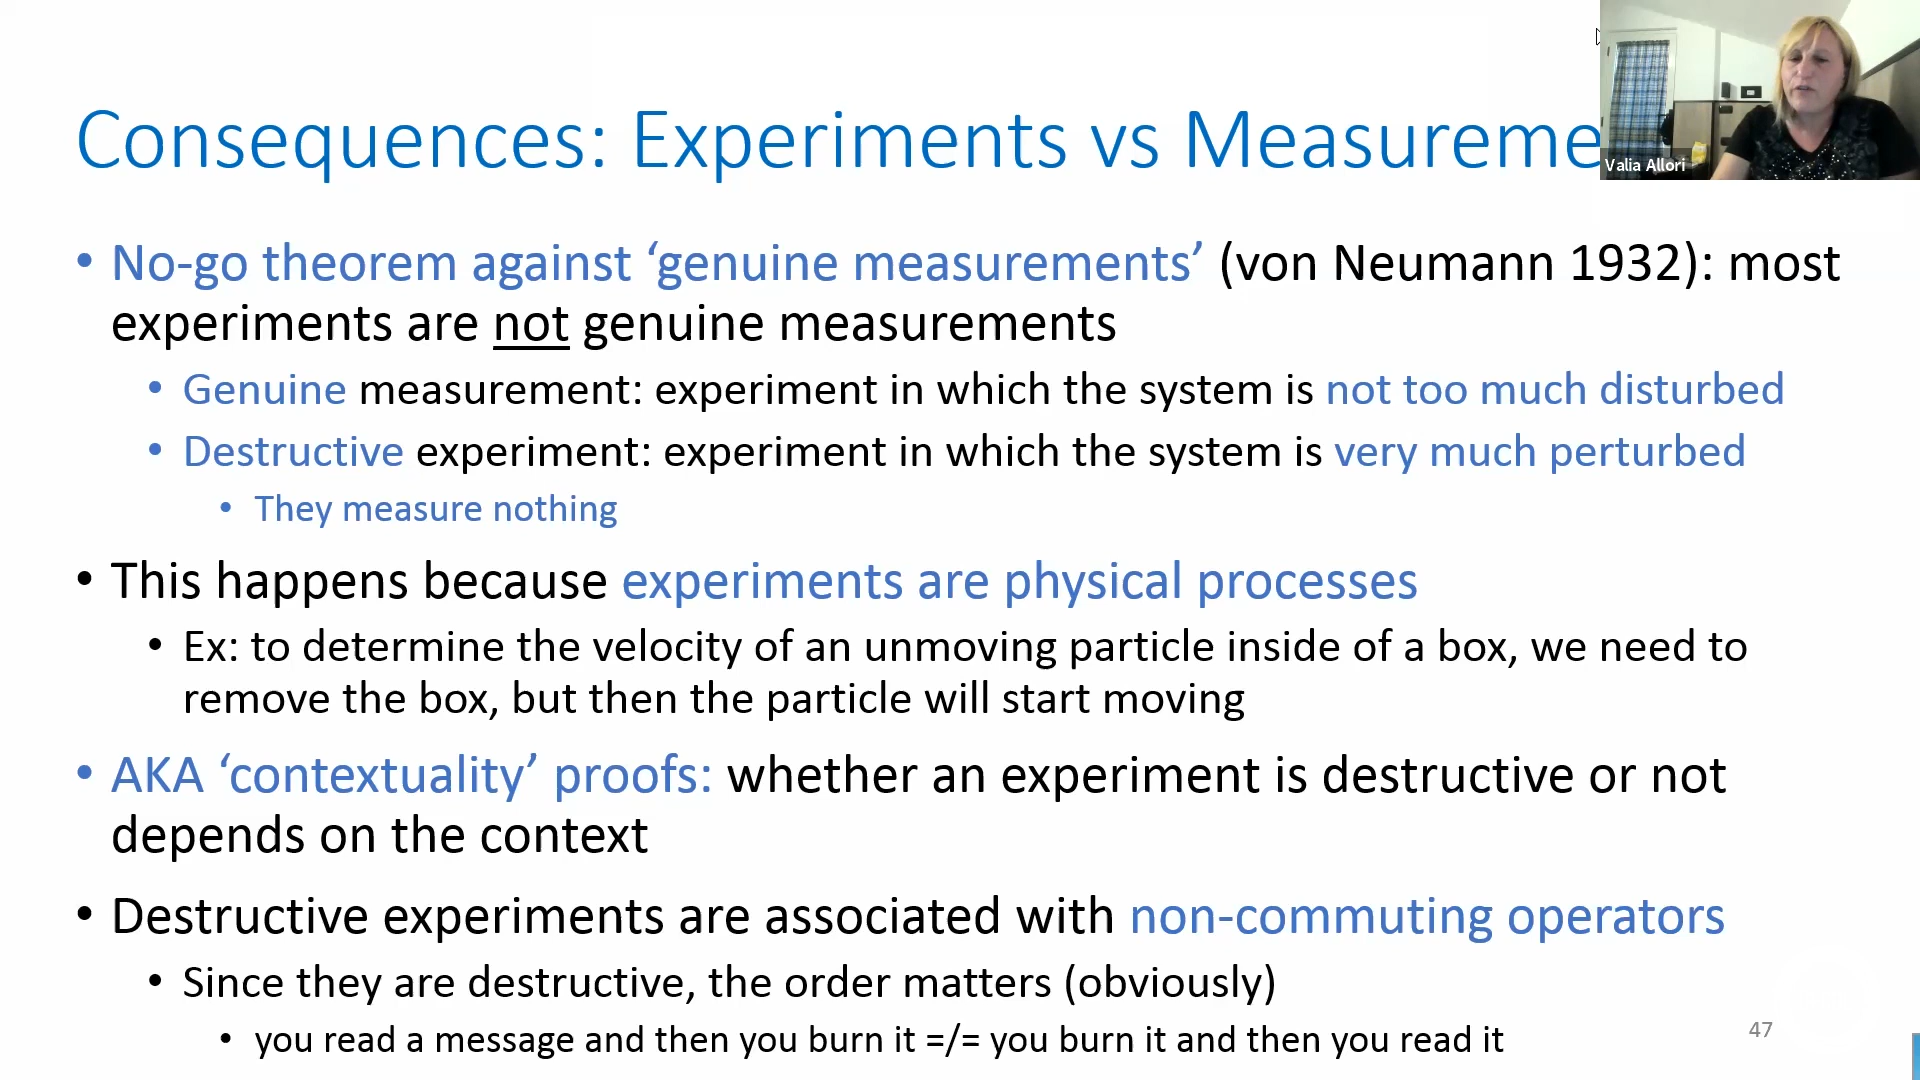 Consequences: Experiments vs Measureme
Valia Allori
• No-go theorem against ‘genuine measurements’ (von Neumann 1932): most
experiments are not genuine measurements
• Genuine measurement: experiment in which the system is not too much disturbed
• Destructive experiment: experiment in which the system is very much perturbed
• They measure nothing
• This happens because experiments are physical processes
• Ex: to determine the velocity of an unmoving particle inside of a box, we need to
remove the box, but then the particle will start moving
• AKA ‘contextuality’ proofs: whether an experiment is destructive or not
depends on the context
• Destructive experiments are associated with non-commuting operators
• Since they are destructive, the order matters (obviously)
• you read a message and then you burn it =/= you burn it and then you read it
47